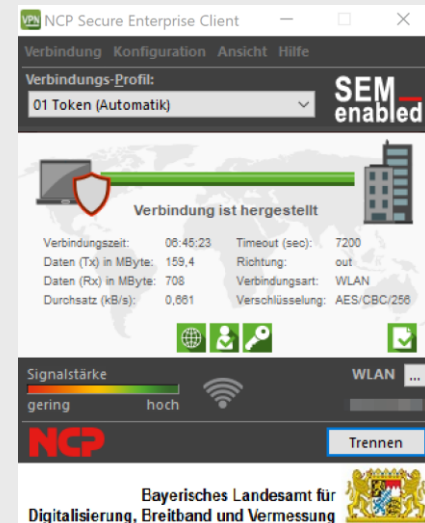 VPN NCP Secure Enterprise Client
Verbindung Konfiguration Ansicht Hilfe
Verbindungs-Profil:
01 Token (Automatik)
SEM
enabled
Verbindung ist hergestellt
Verbindungszeit: 06:45:23 Timeout (sec): 7200
Daten (Tx) in MByte: 159,4 Richtung: out
Daten (Rx) in MByte: 708 Verbindungsart: WLAN
Durchsatz (kB/s): 0,661 Verschlüsselung: AES/CBC/256
Signalstärke WLAN ...
gering hoch
NCP Trennen
Bayerisches Landesamt für
Digitalisierung, Breitband und Vermessung